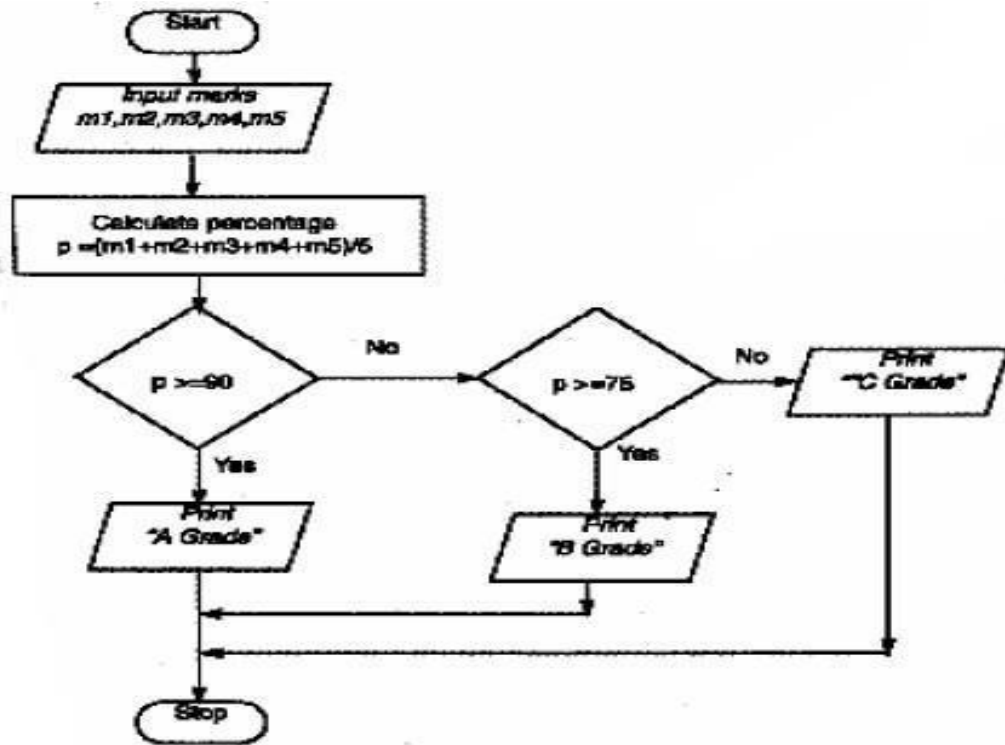 Start
Input marks
m1,m2,m3,m4,m5
Calculate percentage
p =(m1+m2+m3+m4+m5)/5
p >=90
No
p >=75
No
Print
"“C Grade"
Yes
Yes
Print
"A Grade"
Print
"B Grade"
Stop